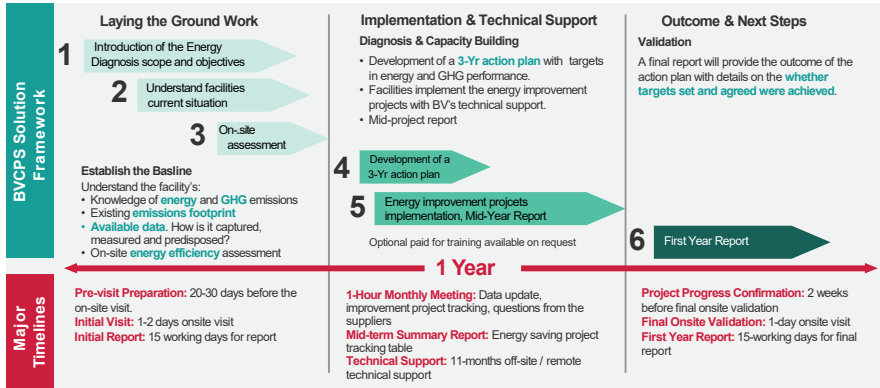 BVCPS Solution
Framework
Laying the Ground Work
1
Introduction of the Energy
Diagnosis scope and objectives
2
Understand facilities
current situation
3
On-.site
assessment
Establish the Basline
Understand the facility's:
• Knowledge of energy and GHG emissions
• Existing emissions footprint
• Available data. How is it captured,
measured and predisposed?
• On-site energy efficiency assessment
Implementation & Technical Support
Diagnosis & Capacity Building
• Development of a 3-Yr action plan with targets
in energy and GHG performance.
• Facilities implement the energy improvement
projects with BV's technical support.
• Mid-project report
4
Development of a
3-Yr action plan
5
Energy improvement projcets
implementation, Mid-Year Report
Optional paid for training available on request
Outcome & Next Steps
Validation
A final report will provide the outcome of the
action plan with details on the whether
targets set and agreed were achieved.
6
First Year Report
1 Year
Major
Timelines
Pre-visit Preparation: 20-30 days before the
on-site visit.
Initial Visit: 1-2 days onsite visit
Initial Report: 15 working days for report
1-Hour Monthly Meeting: Data update,
improvement project tracking, questions from the
suppliers
Mid-term Summary Report: Energy saving project
tracking table
Technical Support: 11-months off-site / remote
technical support
Project Progress Confirmation: 2 weeks
before final onsite validation
Final Onsite Validation: 1-day onsite visit
First Year Report: 15-working days for final
report